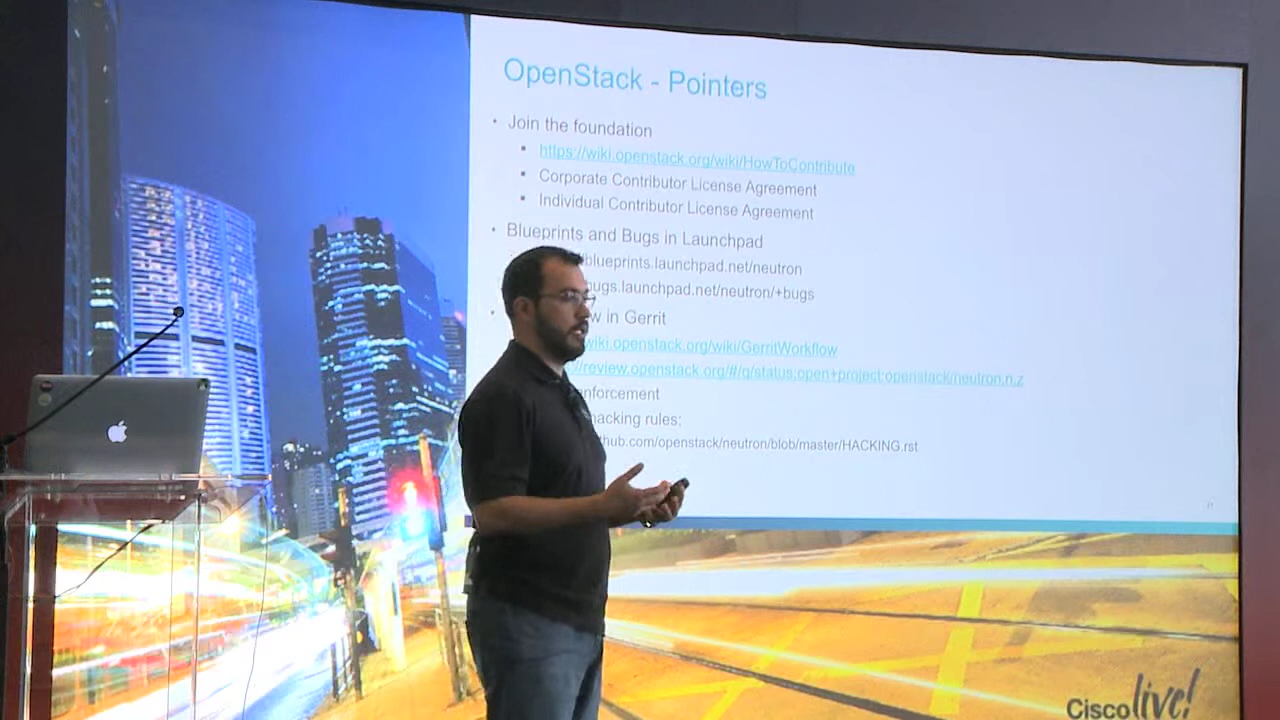 OpenStack - Pointers
• Join the foundation
▪ https://wiki.openstack.org/wiki/HowToContribute
▪ Corporate Contributor License Agreement
▪ Individual Contributor License Agreement
• Blueprints and Bugs in Launchpad
blueprints.launchpad.net/neutron
bugs.launchpad.net/neutron/+bugs
• w in Gerrit
wiki.openstack.org/wiki/GerritWorkflow
//review.openstack.org/#/q/status:open+project:openstack/neutron,n,z
nforcement
hacking rules:
hub.com/openstack/neutron/blob/master/HACKING.rst
Cisco live!